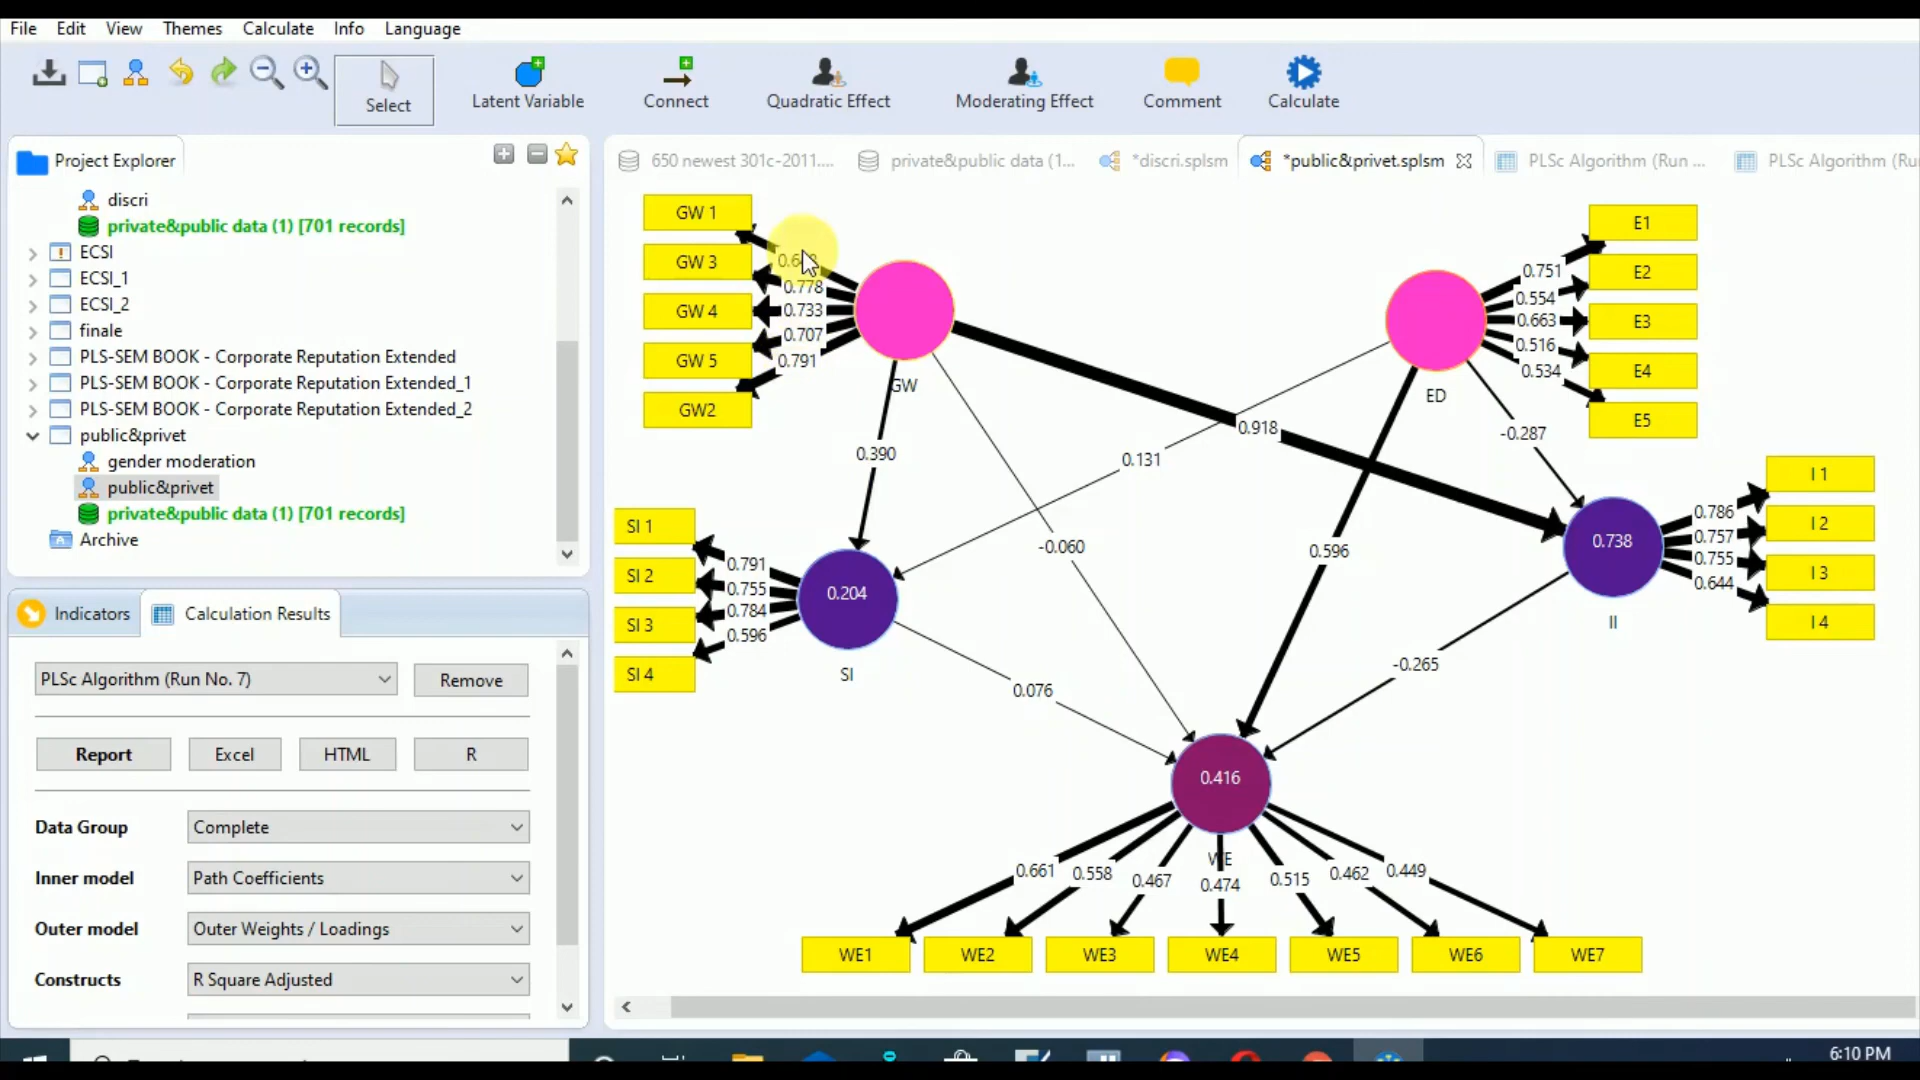 File Edit View Themes Calculate Info Language
Select
Latent Variable
Connect
Quadratic Effect
Moderating Effect
Comment
Calculate
Project Explorer
discri
private&public data (1) [701 records]
ECSI
ECSI_1
ECSI_2
finale
PLS-SEM BOOK - Corporate Reputation Extended
PLS-SEM BOOK - Corporate Reputation Extended_1
PLS-SEM BOOK - Corporate Reputation Extended_2
public&privet
gender moderation
public&privet
private&public data (1) [701 records]
Archive
Indicators
Calculation Results
PLSc Algorithm (Run No. 7)
Remove
Report
Excel
HTML
R
Data Group
Complete
Inner model
Path Coefficients
Outer model
Outer Weights / Loadings
Constructs
R Square Adjusted
650 newest 301c-2011....
private&public data (1...
*discri.splsm
*public&privet.splsm
PLSc Algorithm (Run ...
PLSc Algorithm (Ru
GW 1
GW 3
GW 4
GW 5
GW2
0.778
0.733
0.707
0.791
GW
E1
E2
E3
E4
E5
0.751
0.554
0.663
0.516
0.534
ED
0.918
-0.287
0.390
0.131
-0.060
0.596
I 1
I 2
I 3
I 4
0.786
0.757
0.755
0.644
0.738
II
SI 1
SI 2
SI 3
SI 4
0.791
0.755
0.784
0.596
0.204
SI
0.076
-0.265
0.416
WE
0.661
0.558
0.467
0.474
0.515
0.462
0.449
WE1
WE2
WE3
WE4
WE5
WE6
WE7
6:10 PM